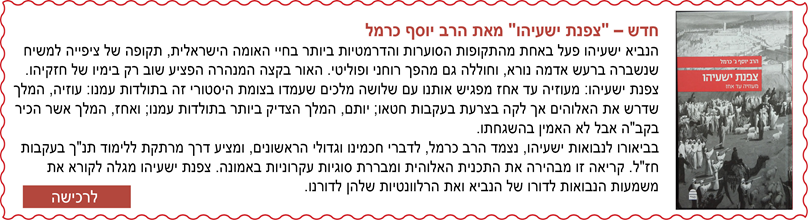 חדש – "צפנת ישעיהו" מאת הרב יוסף כרמל
הנביא ישעיהו פעל באחת מהתקופות הסוערות והדרמטיות ביותר בחיי האומה הישראלית, תקופה של ציפייה למשיח
שנשברה ברעש אדמה נורא, וחוללה גם מהפך רוחני ופוליטי. האור בקצה המנהרה הפציע שוב רק בימיו של חזקיהו.
צפנת ישעיהו: מעוזיה עד אחז מפגיש אותנו עם שלושה מלכים שעמדו בצומת היסטורי זה בתולדות עמנו: עוזיה, המלך
שדרש את האלוהים אך לקה בצרעת בעקבות חטאו; יותם, המלך הצדיק ביותר בתולדות עמנו; ואחז, המלך אשר הכיר
בקב"ה אבל לא האמין בהשגחתו.
בביאורו לנבואות ישעיהו, נצמד הרב כרמל, לדברי חכמינו וגדולי הראשונים, ומציע דרך מרתקת ללימוד תנ"ך בעקבות
חז"ל. קריאה זו מבהירה את התכנית האלוהית ומבררת סוגיות עקרוניות באמונה. צפנת ישעיהו מגלה לקורא את
משמעות הנבואות לדורו של הנביא ואת הרלוונטיות שלהן לדורנו.
לרכישה
הרב יוסף צ' כרמל
צפנת ישעיהו
מעוזיה עד אחז